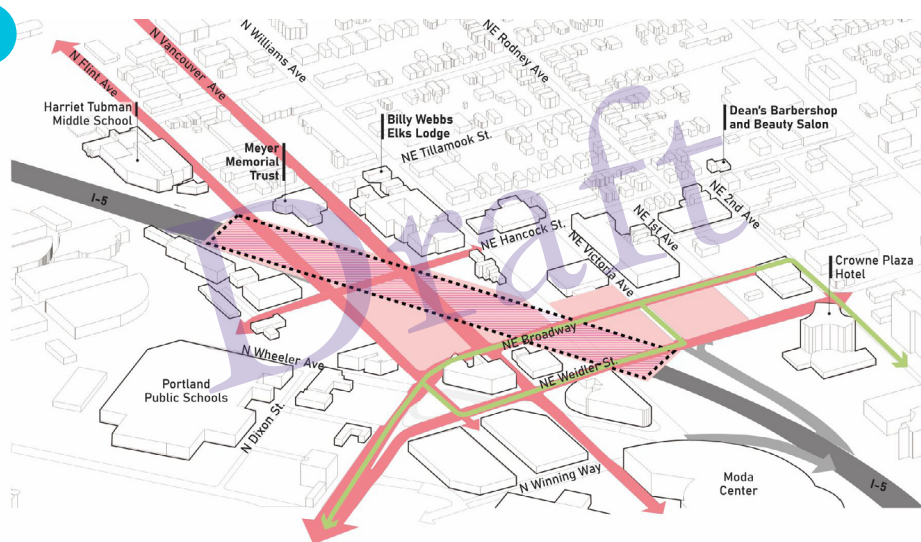 N Vancouver Ave
N Williams Ave
NE Rodney Ave
N Flint Ave
Harriet Tubman
Middle School
Meyer
Memorial
Trust
Billy Webbs
Elks Lodge
NE Tillamook St.
Dean's Barbershop
and Beauty Salon
I-5
NE Hancock St.
NE Victoria Ave
NE 1st Ave
NE 2nd Ave
Crowne Plaza
Hotel
Draft
NE Broadway
NE Weidler St.
N Wheeler Ave
Portland
Public Schools
N Dixon St.
N Winning Way
Moda
Center
I-5